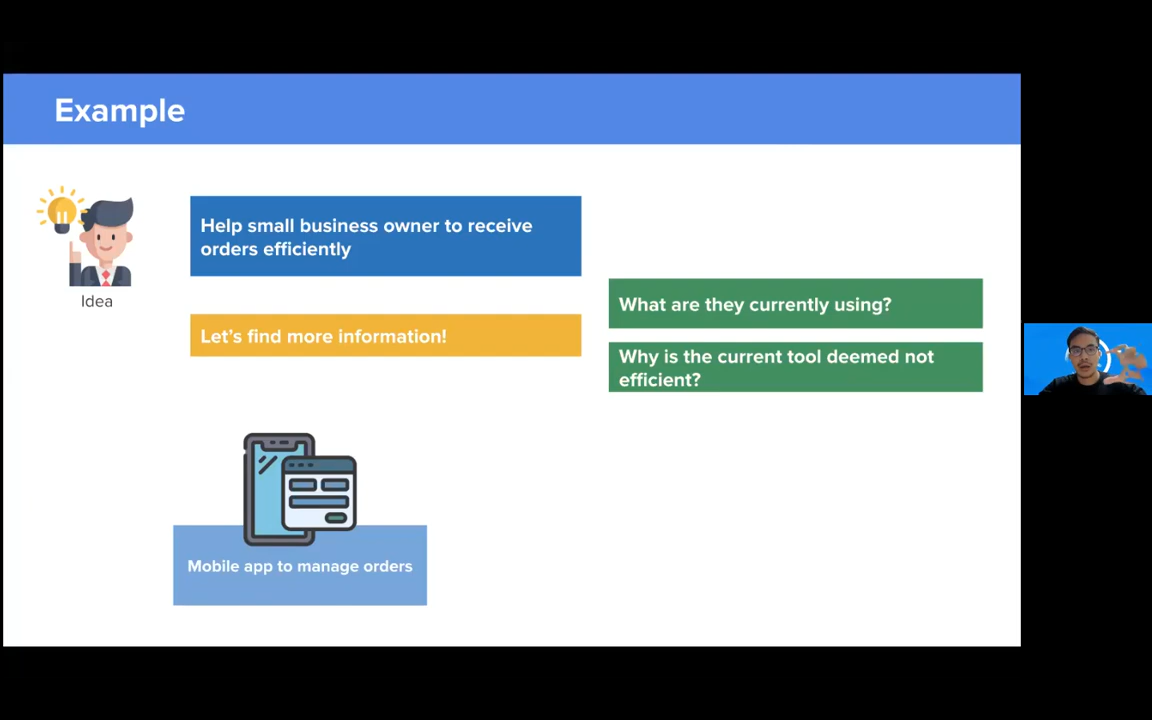 Example
Help small business owner to receive
orders efficiently
Idea
Let's find more information!
What are they currently using?
Why is the current tool deemed not
efficient?
Mobile app to manage orders